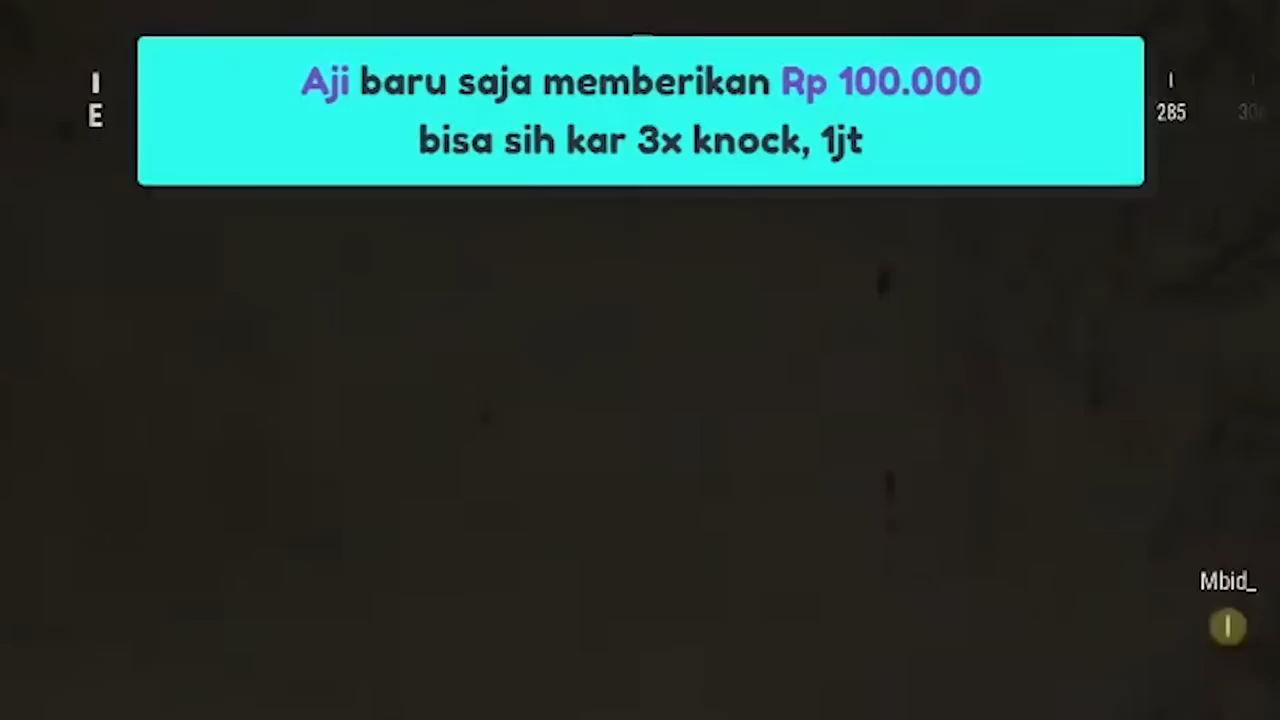 Aji baru saja memberikan Rp 100.000
bisa sih kar 3x knock, 1jt
E
285
Mbid_